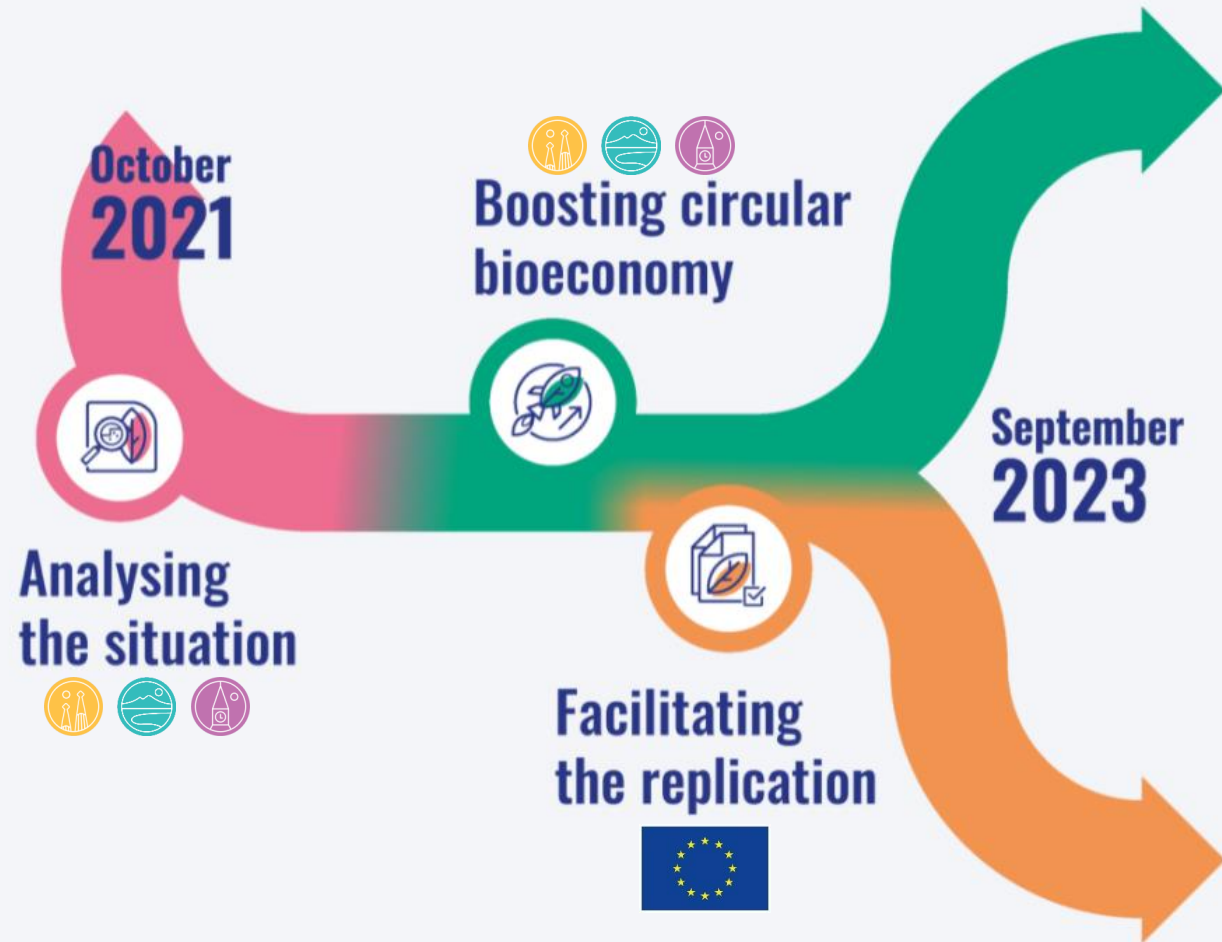 October
2021
Boosting circular
bioeconomy
September
2023
Analysing
the situation
Facilitating
the replication